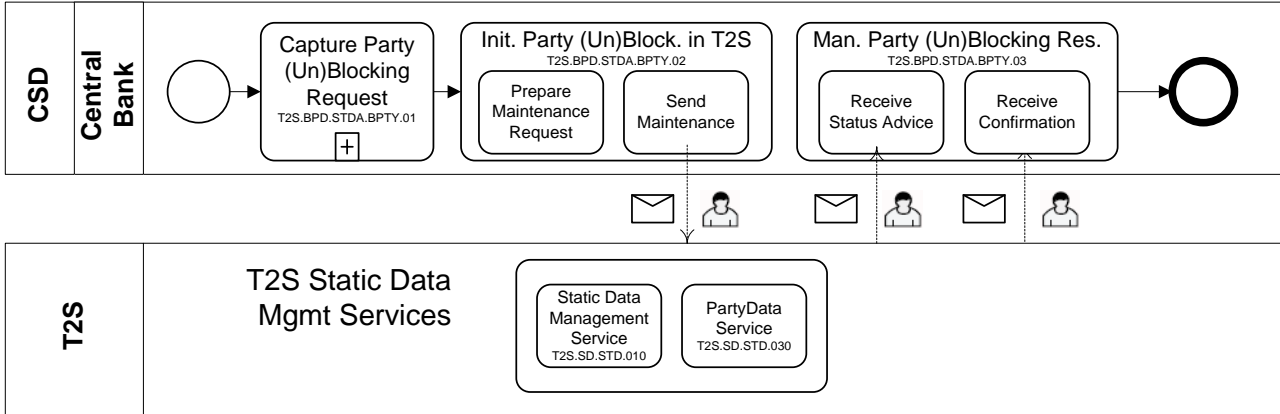 CSD
Central
Bank
Capture Party
(Un)Blocking
Request
T2S.BPD.STDA.BPTY.01
Init. Party (Un)Block. in T2S
T2S.BPD.STDA.BPTY.02
Prepare
Maintenance
Request
Send
Maintenance
Man. Party (Un)Blocking Res.
T2S.BPD.STDA.BPTY.03
Receive
Status Advice
Receive
Confirmation
T2S
T2S Static Data
Mgmt Services
Static Data
Management
Service
T2S.SD.STD.010
PartyData
Service
T2S.SD.STD.030